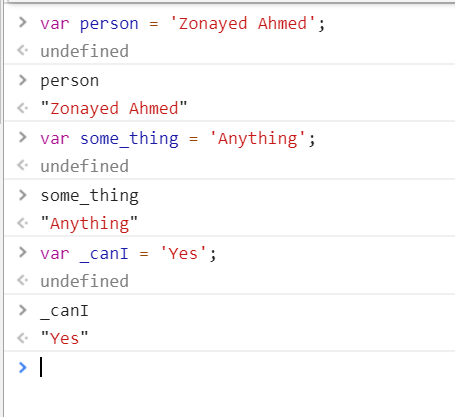 > var person = 'Zonayed Ahmed';
< undefined
> person
< "Zonayed Ahmed"
> var some_thing = 'Anything';
< undefined
> some_thing
< "Anything"
> var _canI = 'Yes';
< undefined
> _canI
< "Yes"
>